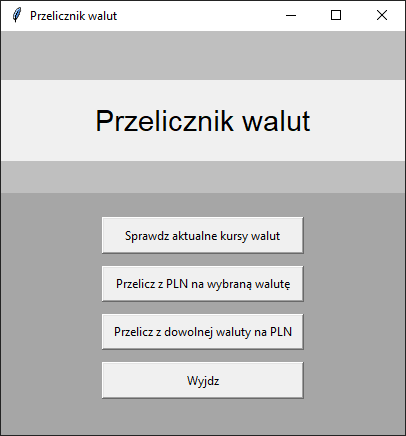 Przelicznik walut
Przelicznik walut
Sprawdz aktualne kursy walut
Przelicz z PLN na wybraną walutę
Przelicz z dowolnej waluty na PLN
Wyjdz